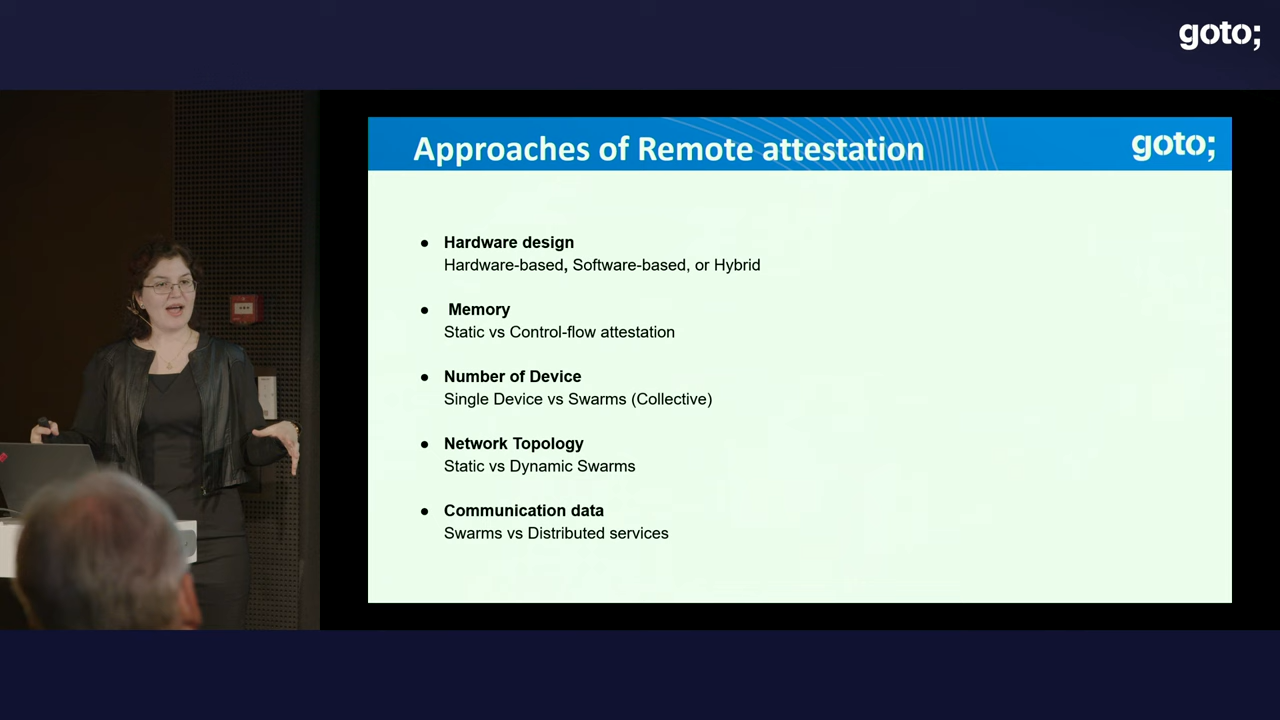 goto;
Approaches of Remote attestation
goto;
● Hardware design
Hardware-based, Software-based, or Hybrid
● Memory
Static vs Control-flow attestation
● Number of Device
Single Device vs Swarms (Collective)
● Network Topology
Static vs Dynamic Swarms
● Communication data
Swarms vs Distributed services